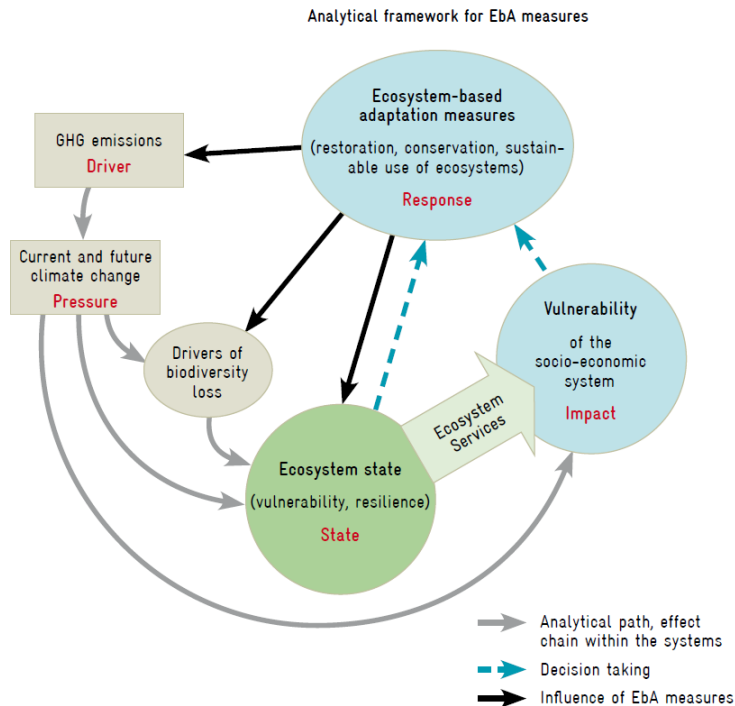 Analytical framework for EbA measures
Ecosystem-based
adaptation measures
(restoration, conservation, sustain-
able use of ecosystems)
Response
GHG emissions
Driver
Current and future
climate change
Pressure
Drivers of
biodiversity
loss
Vulnerability
of the
socio-economic
system
Impact
Ecosystem
Services
Ecosystem state
(vulnerability, resilience)
State
Analytical path, effect
chain within the systems
Decision taking
Influence of EbA measures